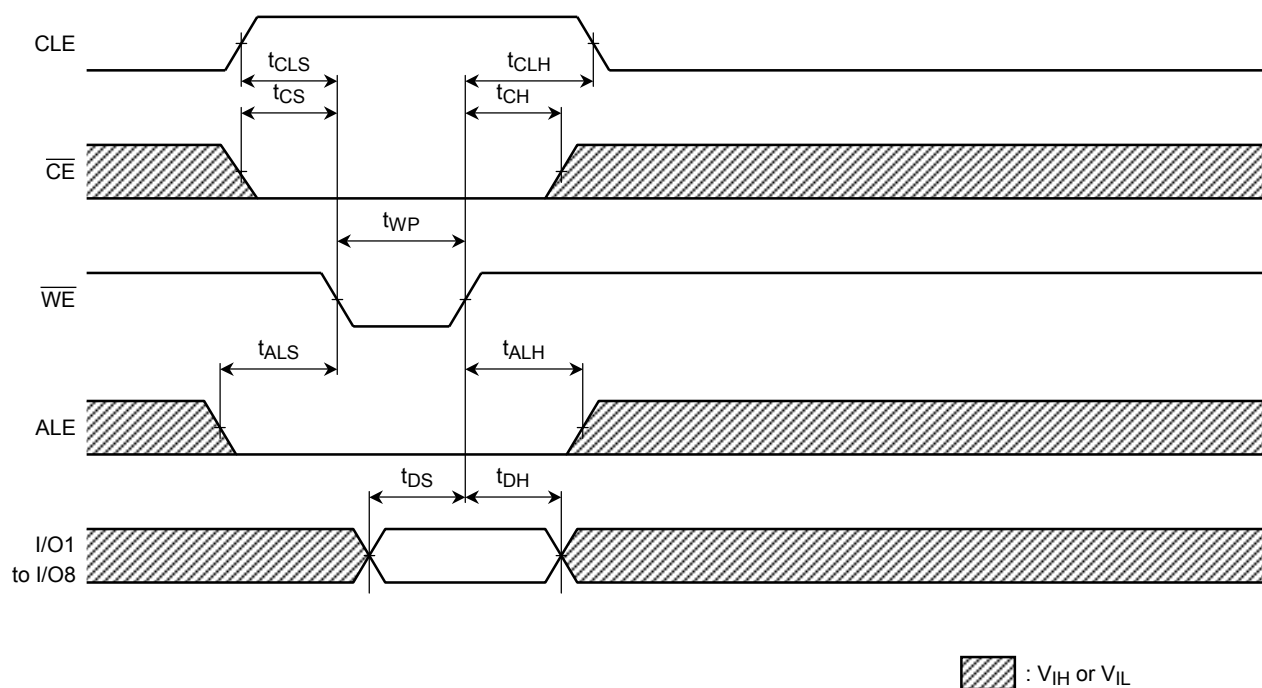 CLE
tCLS
tCLH
tCS
tCH
CE
tWP
WE
tALS
tALH
ALE
tDS
tDH
I/O1
to I/O8
: VIH or VIL